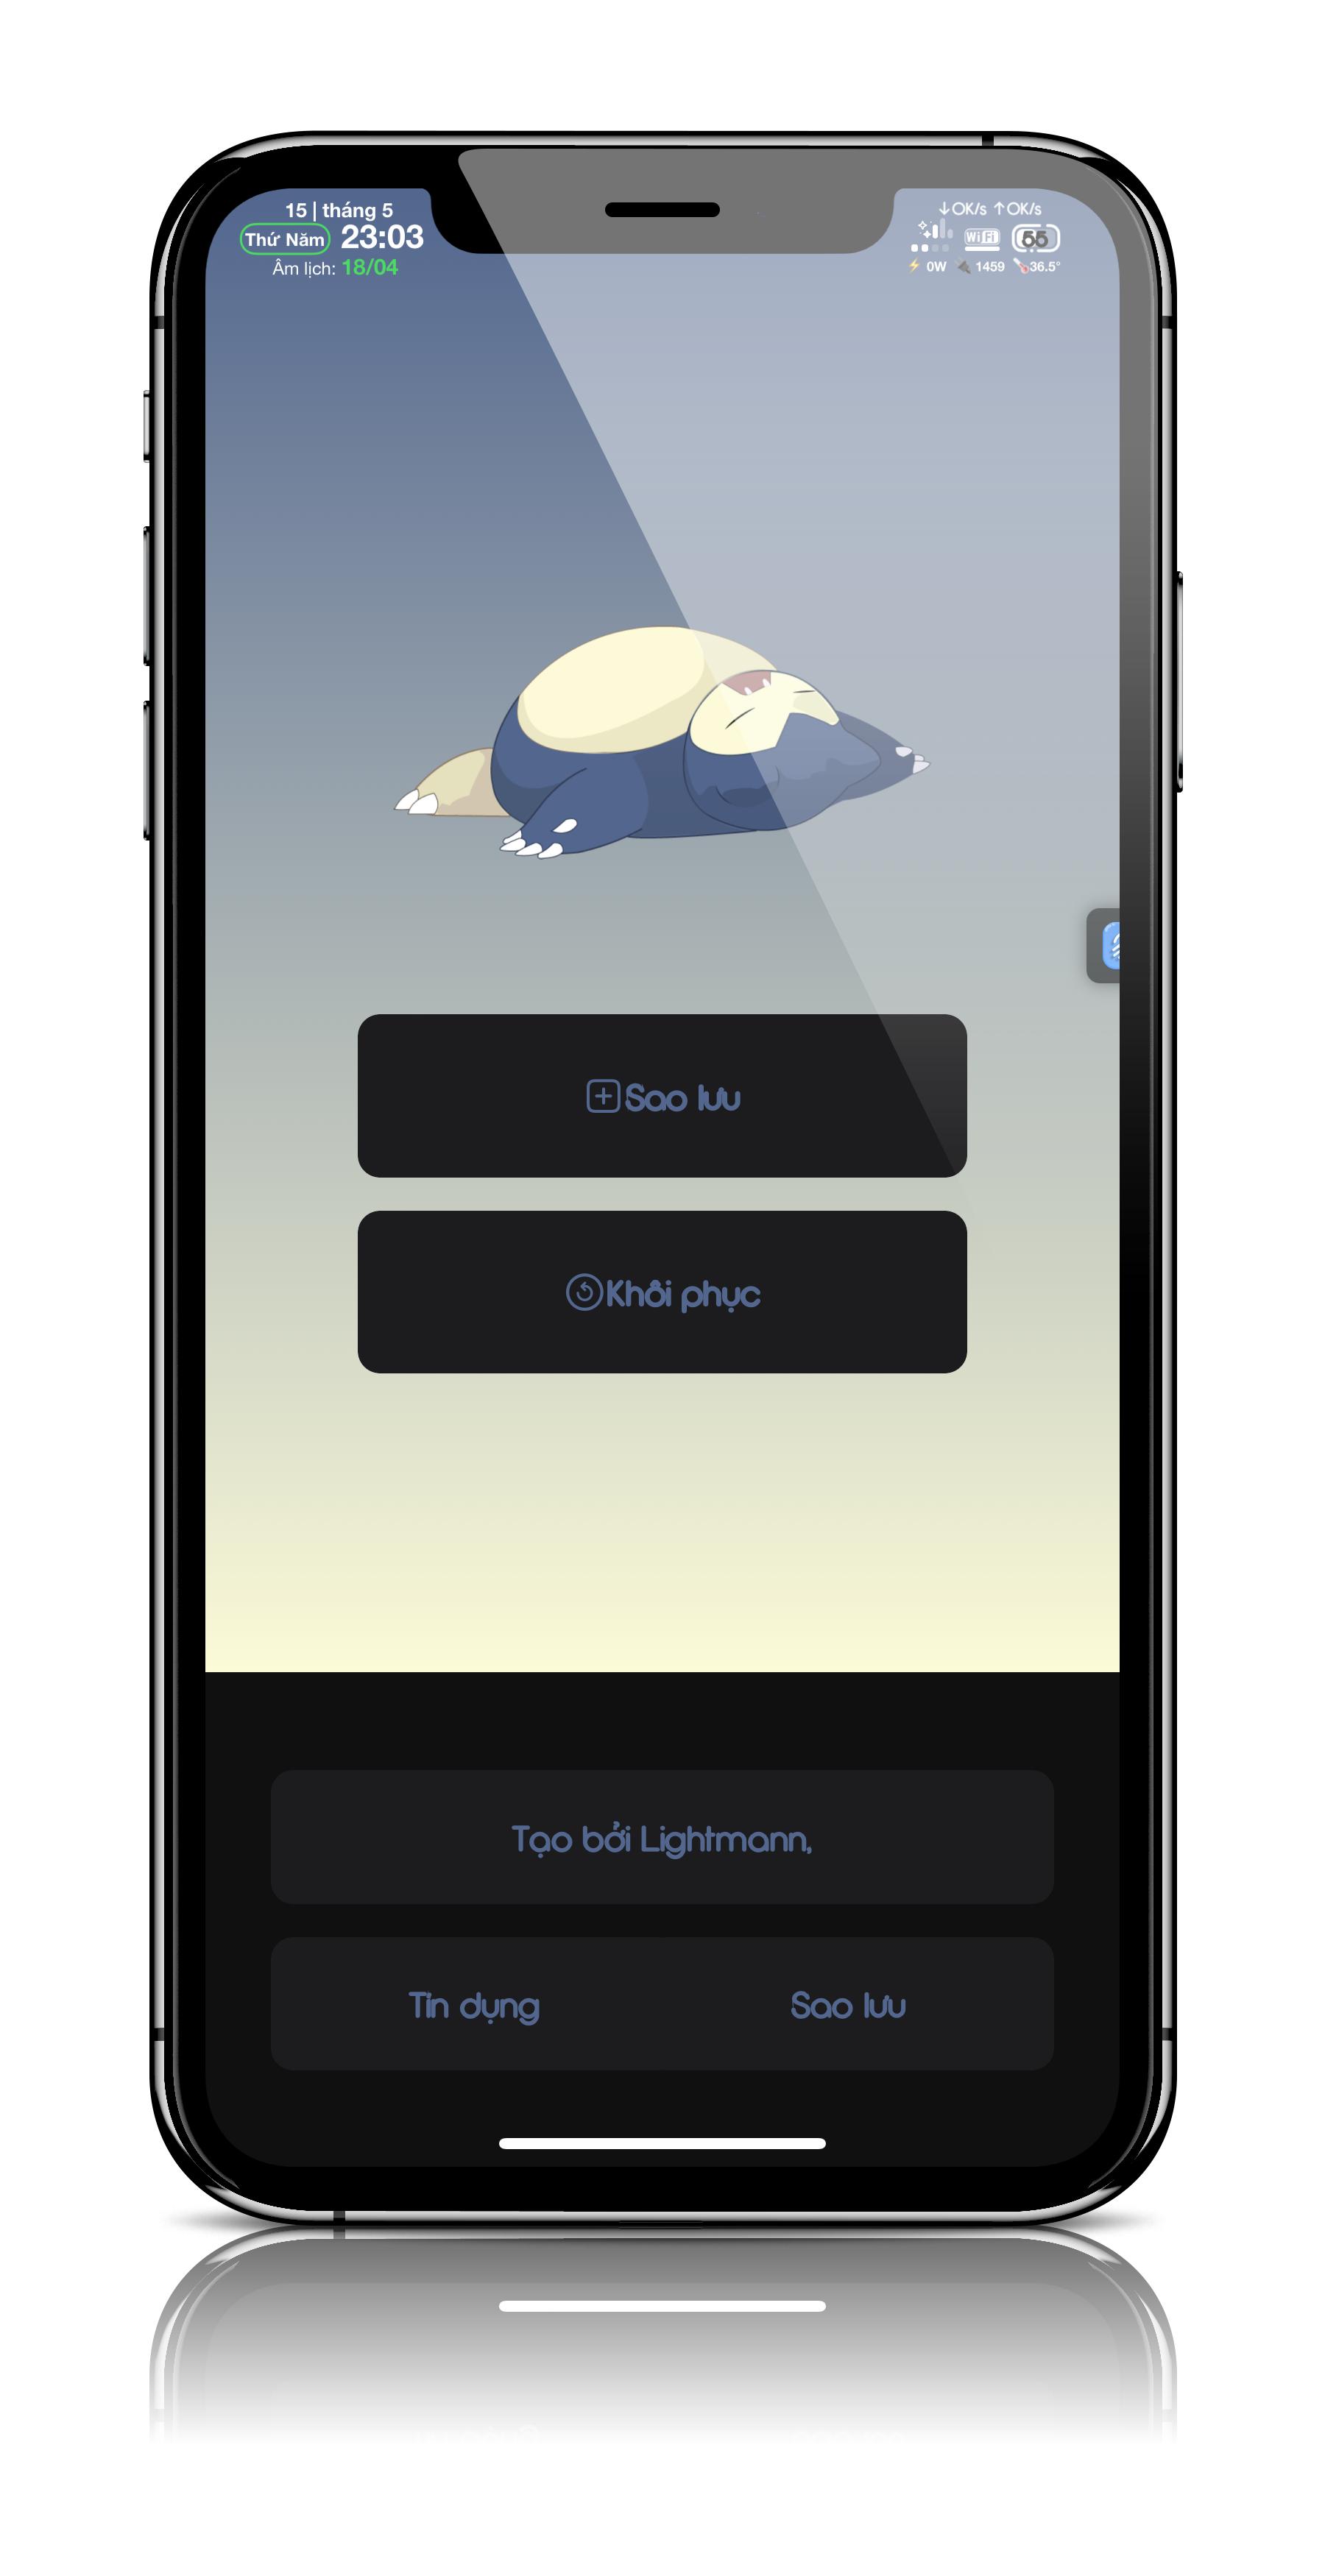 15 | tháng 5
Thứ Năm 23:03
Âm lịch: 18/04
↓0K/s ↑0K/s
WiFi 55
⚡ 0W 🔌 1459 🌡️36.5°
Sao lưu
Khôi phục
Tạo bởi Lightmann,
Tín dụng Sao lưu